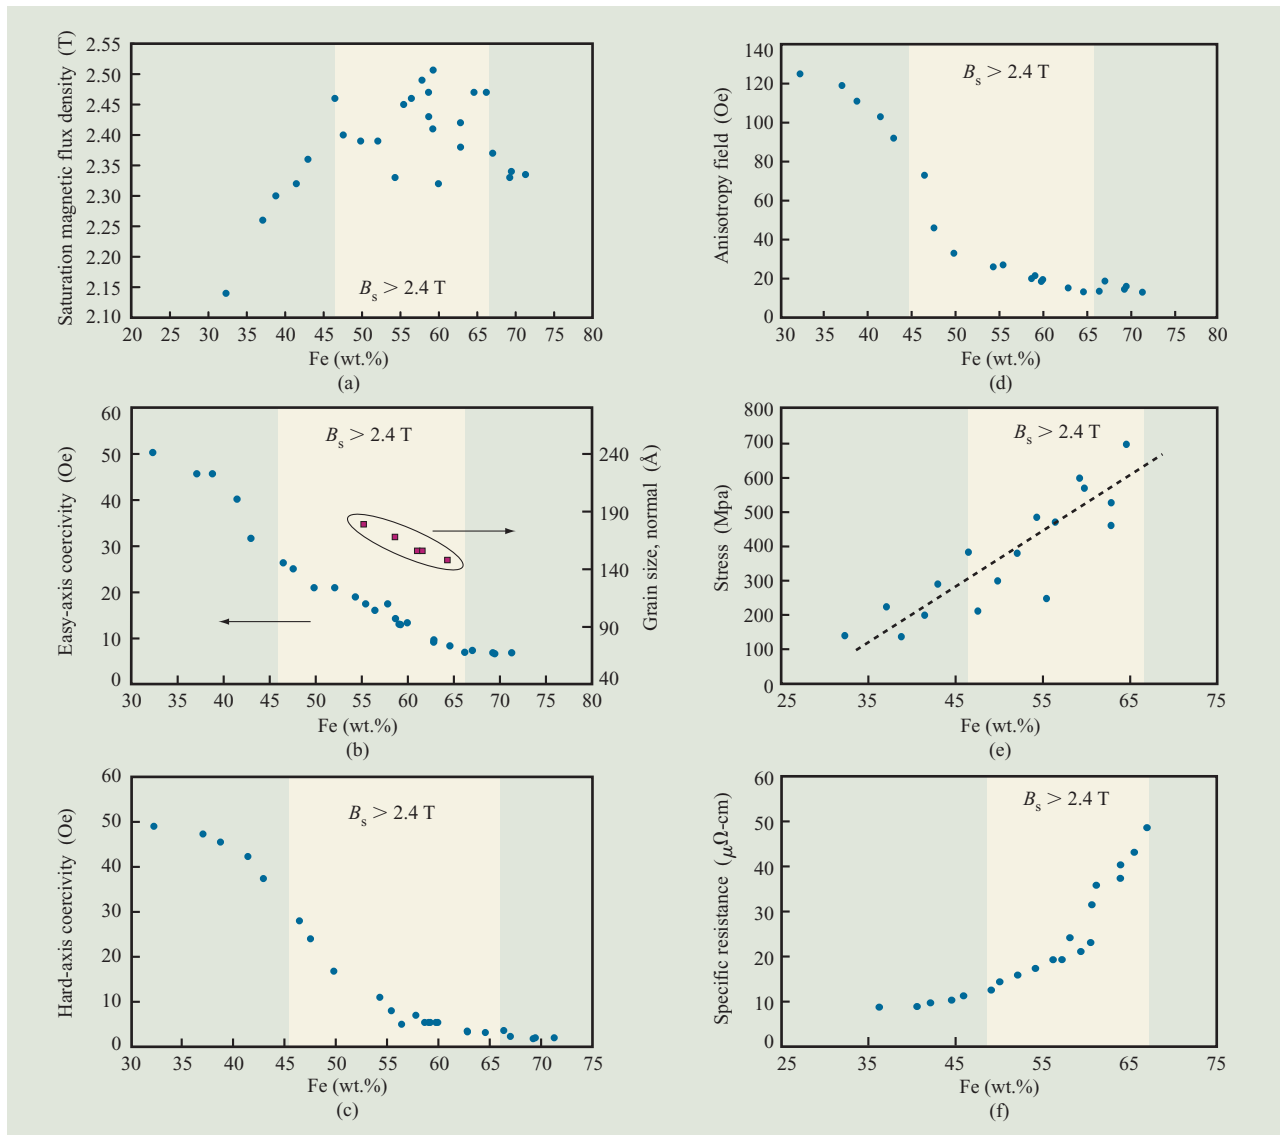 Saturation magnetic flux density (T)
2.55
2.50
2.45
2.40
2.35
2.30
2.25
2.20
2.15
2.10
B_s > 2.4 T
20 25 30 35 40 45 50 55 60 65 70 75 80
Fe (wt.%)
(a)
Easy-axis coercivity (Oe)
60
50
40
30
20
10
0
B_s > 2.4 T
240
190
140
90
40
Grain size, normal (Å)
30 35 40 45 50 55 60 65 70 75 80
Fe (wt.%)
(b)
Hard-axis coercivity (Oe)
60
50
40
30
20
10
0
B_s > 2.4 T
30 35 40 45 50 55 60 65 70 75
Fe (wt.%)
(c)
Anisotropy field (Oe)
140
120
100
80
60
40
20
0
B_s > 2.4 T
30 35 40 45 50 55 60 65 70 75 80
Fe (wt.%)
(d)
Stress (Mpa)
800
700
600
500
400
300
200
100
0
B_s > 2.4 T
25 35 45 55 65 75
Fe (wt.%)
(e)
Specific resistance (μΩ-cm)
60
50
40
30
20
10
0
B_s > 2.4 T
25 35 45 55 65 75
Fe (wt.%)
(f)